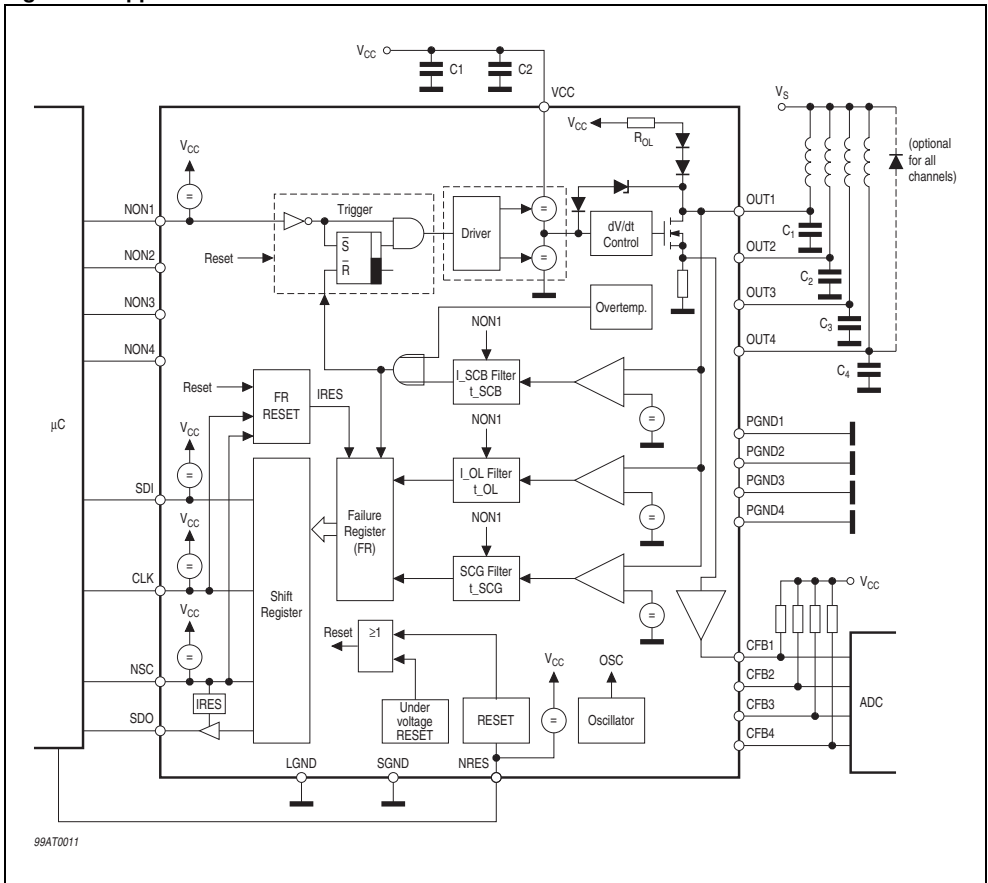 VCC
C1
C2
VCC
VS
VCC
ROL
(optional
for all
channels)
VCC
NON1
Trigger
Driver
dV/dt
Control
OUT1
C1
S
R
Reset
NON2
OUT2
C2
NON3
Overtemp.
OUT3
C3
NON4
NON1
OUT4
C4
I_SCB Filter
t_SCB
Reset
FR
RESET
IRES
µC
VCC
NON1
PGND1
PGND2
PGND3
PGND4
SDI
I_OL Filter
t_OL
Failure
Register
(FR)
VCC
NON1
CLK
SCG Filter
t_SCG
VCC
Shift
Register
VCC
Reset
≥1
VCC
OSC
CFB1
NSC
CFB2
ADC
IRES
Under
voltage
RESET
RESET
Oscillator
CFB3
SDO
CFB4
LGND
SGND
NRES
99AT0011